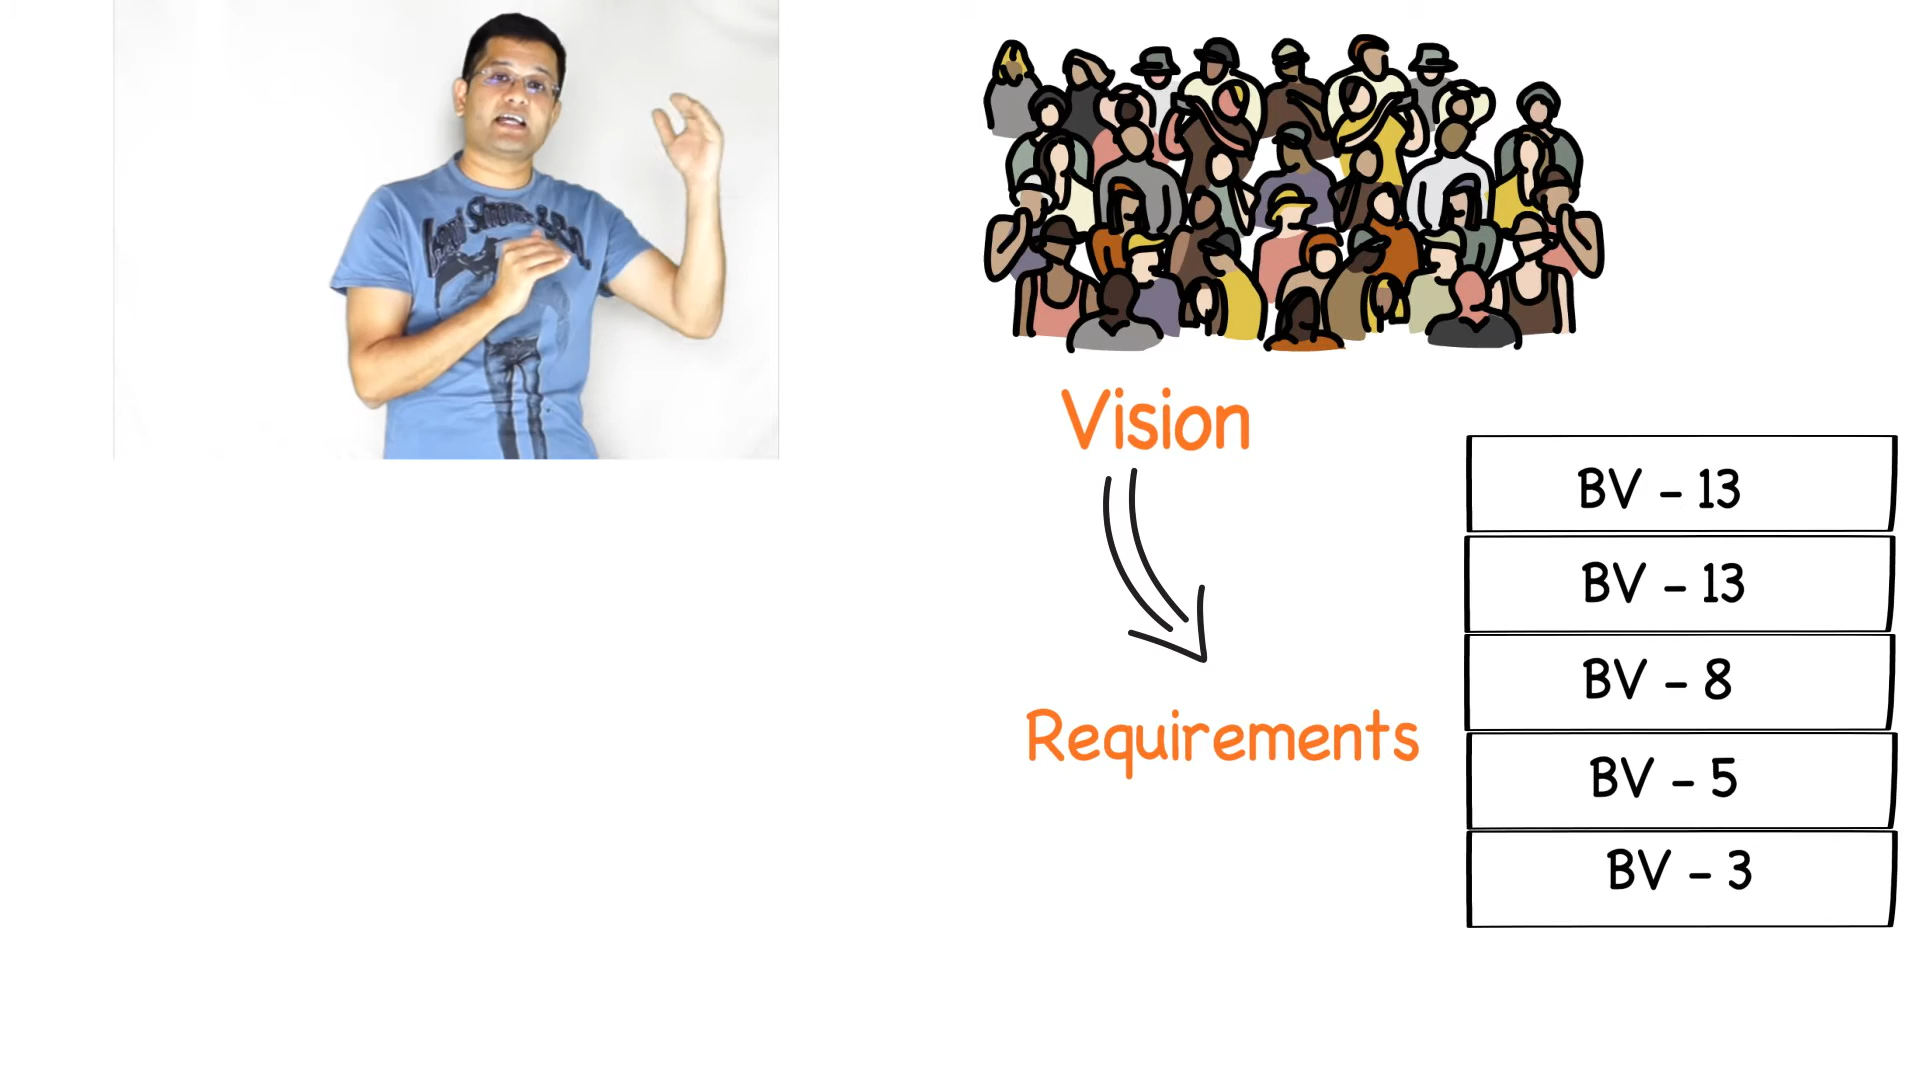 Vision
Requirements
BV - 13
BV - 13
BV - 8
BV - 5
BV - 3